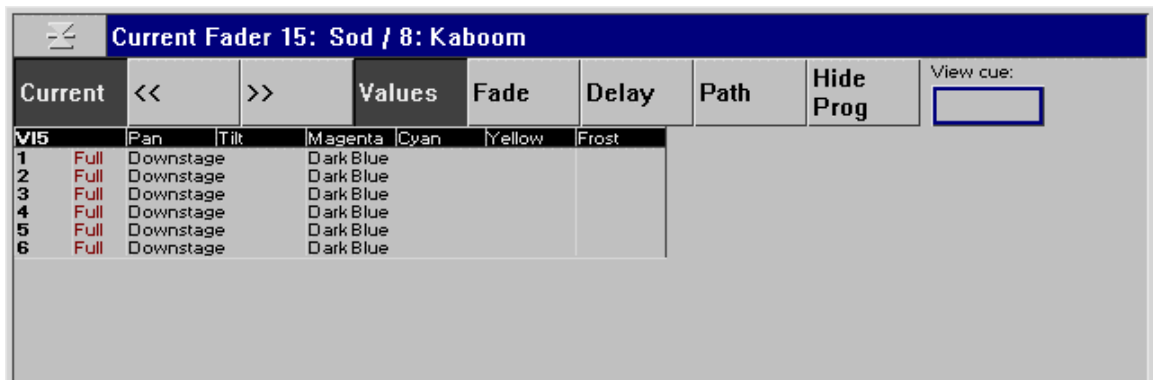 Current Fader 15: Sod / 8: Kaboom
Current << >> Values Fade Delay Path Hide Prog View cue:
VI5 Pan Tilt Magenta Cyan Yellow Frost
1 Full Downstage Dark Blue
2 Full Downstage Dark Blue
3 Full Downstage Dark Blue
4 Full Downstage Dark Blue
5 Full Downstage Dark Blue
6 Full Downstage Dark Blue